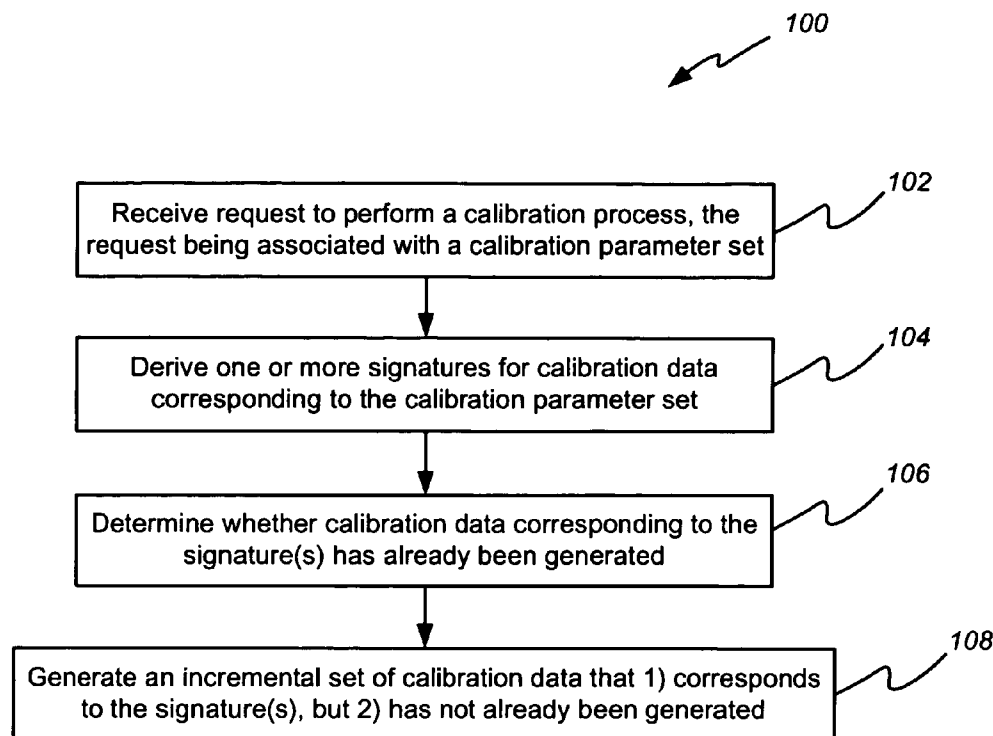 100
102
Receive request to perform a calibration process, the
request being associated with a calibration parameter set
104
Derive one or more signatures for calibration data
corresponding to the calibration parameter set
106
Determine whether calibration data corresponding to the
signature(s) has already been generated
108
Generate an incremental set of calibration data that 1) corresponds
to the signature(s), but 2) has not already been generated